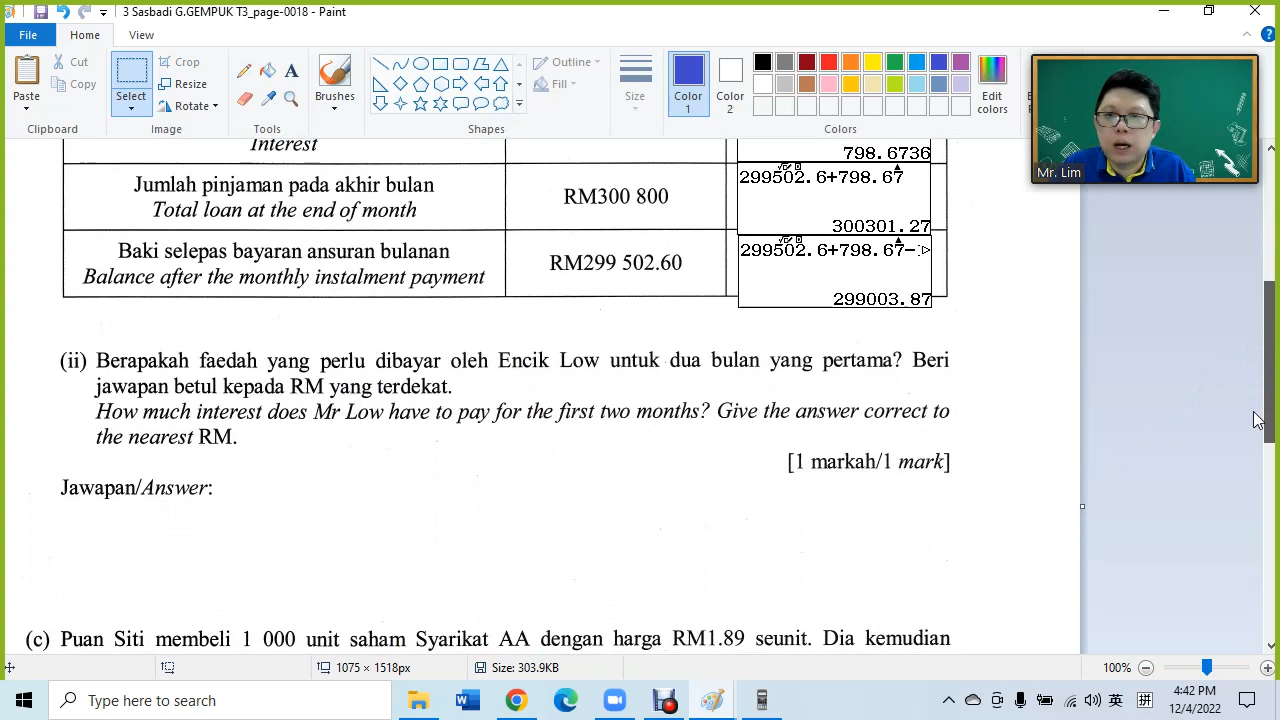 3 Sasbadi G.GEMPUK T3_page-0018 - Paint
File
Home
View
Paste
Cut
Copy
Clipboard
Select
Crop
Resize
Rotate
Image
Tools
Brushes
Shapes
Outline
Fill
Size
Color 1
Color 2
Colors
Edit colors
Mr. Lim
Interest
798.6736
Jumlah pinjaman pada akhir bulan
Total loan at the end of month
RM300 800
299502.6+798.67
300301.27
Baki selepas bayaran ansuran bulanan
Balance after the monthly instalment payment
RM299 502.60
299502.6+798.67-
299003.87
(ii) Berapakah faedah yang perlu dibayar oleh Encik Low untuk dua bulan yang pertama? Beri
jawapan betul kepada RM yang terdekat.
How much interest does Mr Low have to pay for the first two months? Give the answer correct to
the nearest RM.
[1 markah/1 mark]
Jawapan/Answer:
(c) Puan Siti membeli 1 000 unit saham Syarikat AA dengan harga RM1.89 seunit. Dia kemudian
1075 × 1518px
Size: 303.9KB
100%
Type here to search
英
拼
4:42 PM
12/4/2022